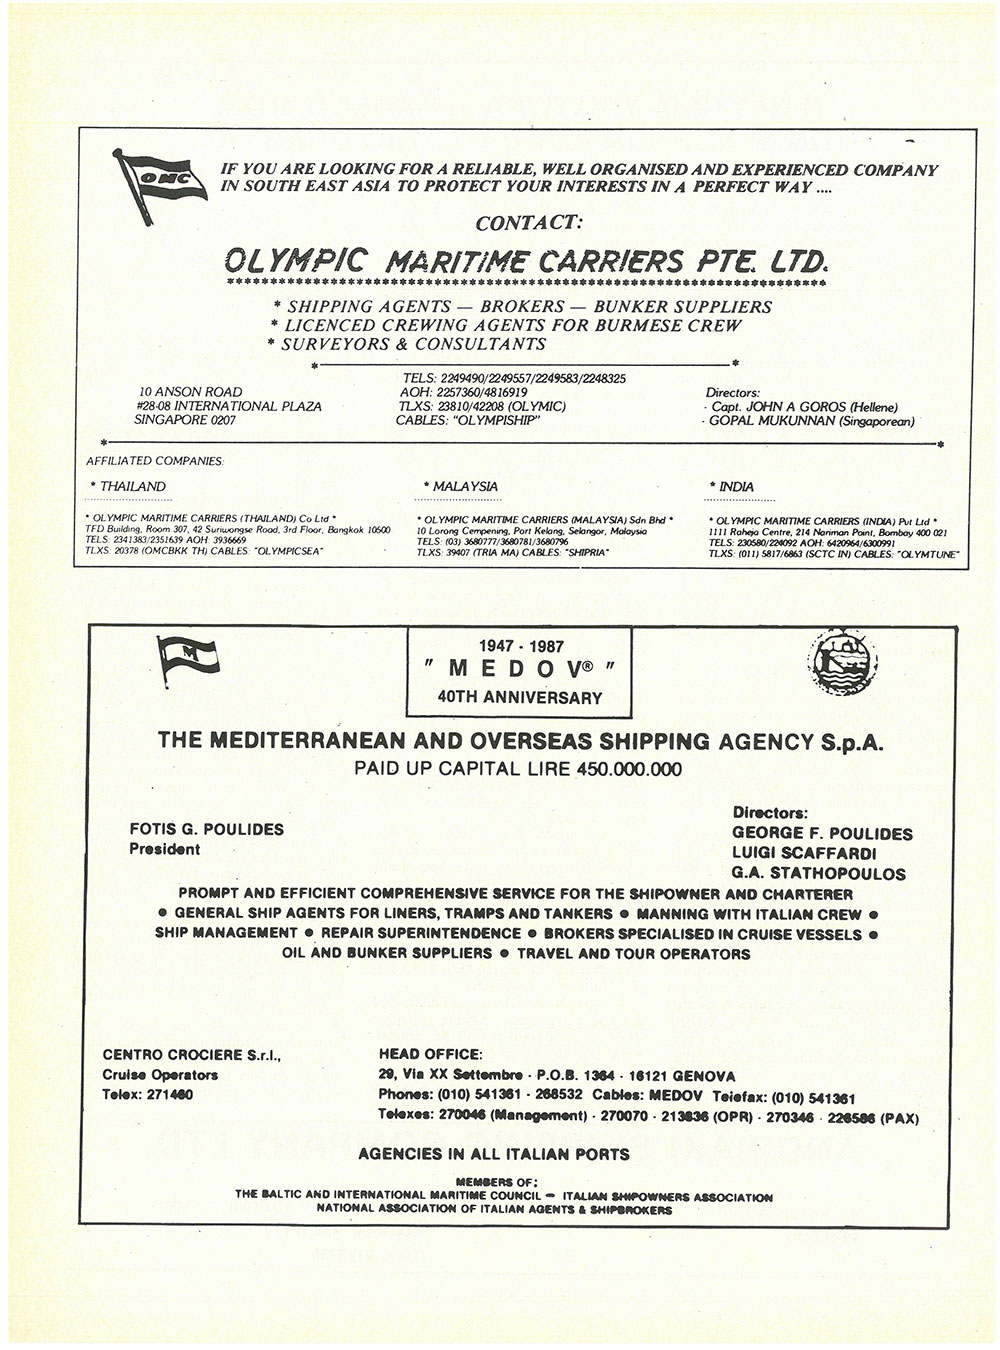 OMC
IF YOU ARE LOOKING FOR A RELIABLE, WELL ORGANISED AND EXPERIENCED COMPANY
IN SOUTH EAST ASIA TO PROTECT YOUR INTERESTS IN A PERFECT WAY ....
CONTACT:
OLYMPIC MARITIME CARRIERS PTE. LTD.
* SHIPPING AGENTS — BROKERS — BUNKER SUPPLIERS
* LICENCED CREWING AGENTS FOR BURMESE CREW
* SURVEYORS & CONSULTANTS
10 ANSON ROAD
#28-08 INTERNATIONAL PLAZA
SINGAPORE 0207
TELS: 2249490/2249557/2249583/2248325
AOH: 2257360/4816919
TLXS: 23810/42208 (OLYMIC)
CABLES: "OLYMPISHIP"
Directors:
- Capt. JOHN A GOROS (Hellene)
- GOPAL MUKUNNAN (Singaporean)
AFFILIATED COMPANIES:
* THAILAND
* OLYMPIC MARITIME CARRIERS (THAILAND) Co Ltd *
TFD Building, Room 307, 42 Suriwongse Road, 3rd Floor, Bangkok 10500
TELS: 2341383/2351639 AOH: 3936669
TLXS: 20378 (OMCBKK TH) CABLES: "OLYMPICSEA"
* MALAYSIA
* OLYMPIC MARITIME CARRIERS (MALAYSIA) Sdn Bhd *
10 Lorong Cempening, Port Kelang, Selangor, Malaysia
TELS: (03) 3680777/3680781/3680796
TLXS: 39407 (TRIA MA) CABLES: "SHIPRIA"
* INDIA
* OLYMPIC MARITIME CARRIERS (INDIA) Pvt Ltd *
1111 Raheja Centre, 214 Nariman Point, Bombay 400 021
TELS: 230580/224092 AOH: 6420964/6300991
TLXS: (011) 5817/6863 (SCTC IN) CABLES: "OLYMTUNE"
M
1947 - 1987
" MEDOV® "
40TH ANNIVERSARY
THE MEDITERRANEAN AND OVERSEAS SHIPPING AGENCY S.p.A.
PAID UP CAPITAL LIRE 450.000.000
FOTIS G. POULIDES
President
Directors:
GEORGE F. POULIDES
LUIGI SCAFFARDI
G.A. STATHOPOULOS
PROMPT AND EFFICIENT COMPREHENSIVE SERVICE FOR THE SHIPOWNER AND CHARTERER
● GENERAL SHIP AGENTS FOR LINERS, TRAMPS AND TANKERS ● MANNING WITH ITALIAN CREW ●
SHIP MANAGEMENT ● REPAIR SUPERINTENDENCE ● BROKERS SPECIALISED IN CRUISE VESSELS ●
OIL AND BUNKER SUPPLIERS ● TRAVEL AND TOUR OPERATORS
CENTRO CROCIERE S.r.l.,
Cruise Operators
Telex: 271460
HEAD OFFICE:
29, Via XX Settembre - P.O.B. 1364 - 16121 GENOVA
Phones: (010) 541361 - 268532 Cables: MEDOV Telefax: (010) 541361
Telexes: 270046 (Management) - 270070 - 213836 (OPR) - 270346 - 226586 (PAX)
AGENCIES IN ALL ITALIAN PORTS
MEMBERS OF:
THE BALTIC AND INTERNATIONAL MARITIME COUNCIL — ITALIAN SHIPOWNERS ASSOCIATION
NATIONAL ASSOCIATION OF ITALIAN AGENTS & SHIPBROKERS